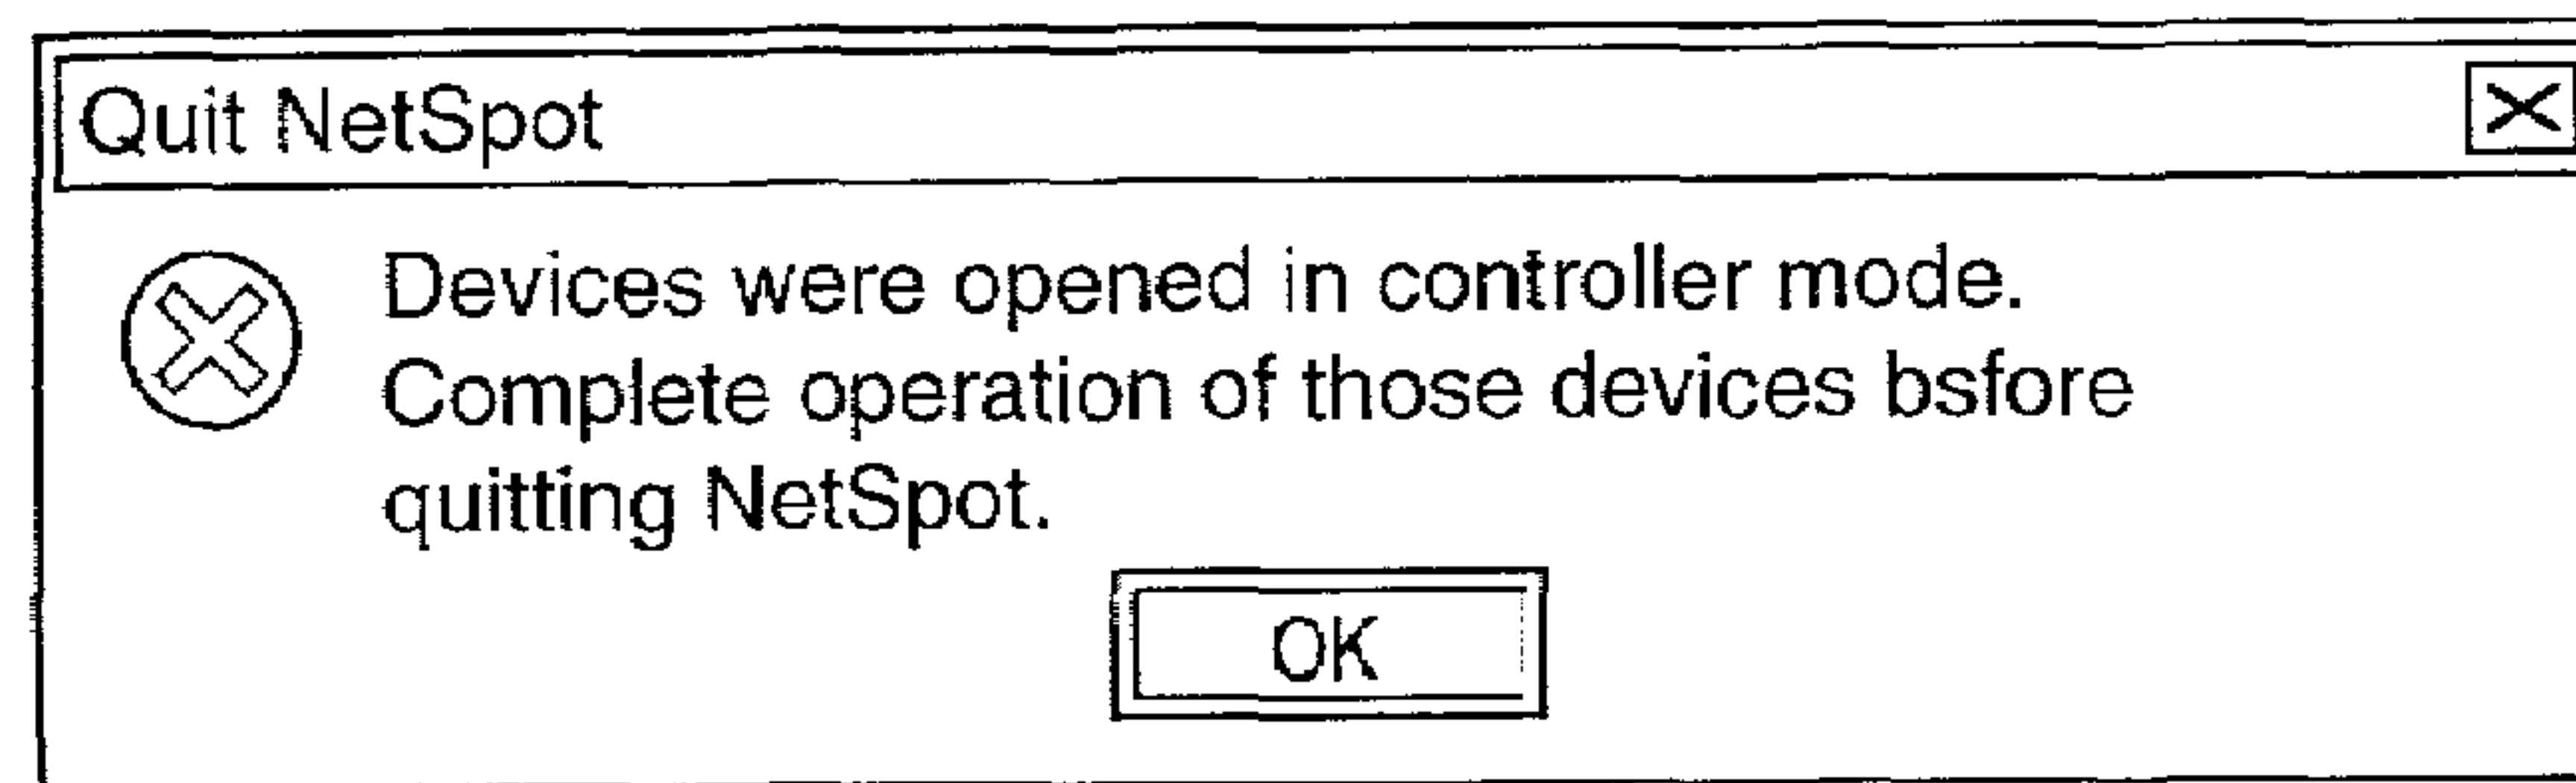 Quit NetSpot
Devices were opened in controller mode.
Complete operation of those devices bsfore
quitting NetSpot.
OK